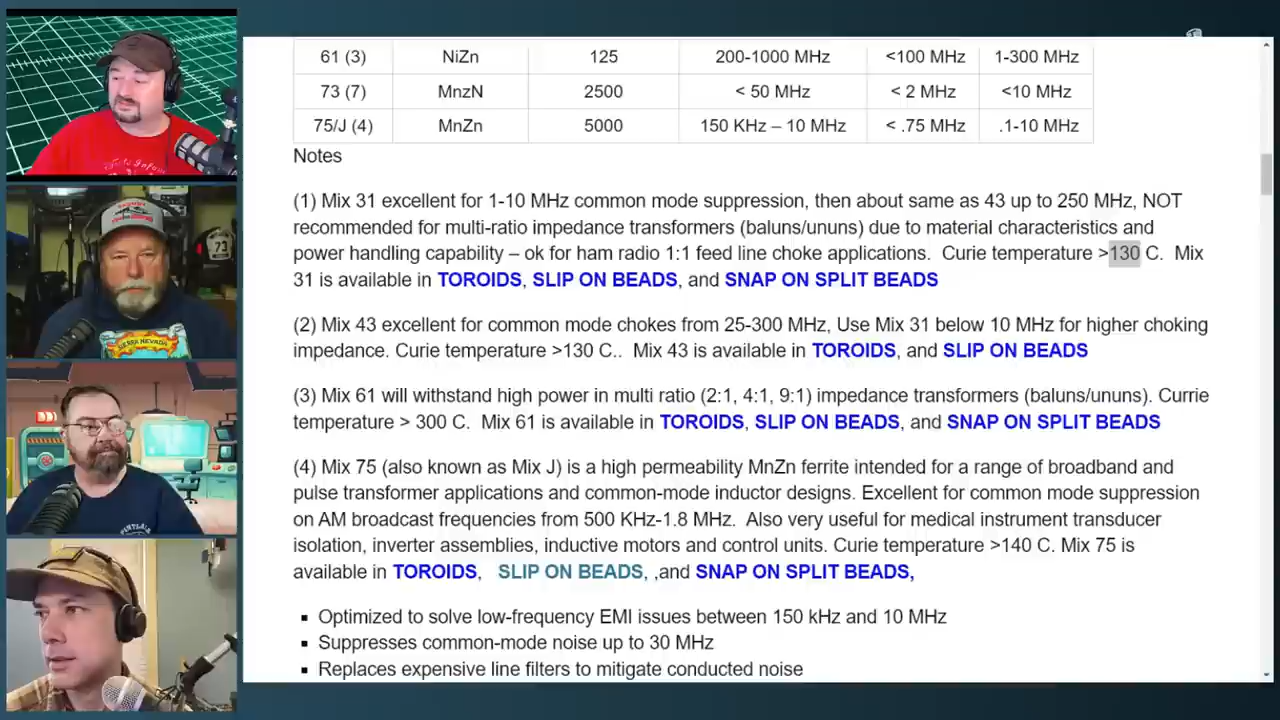 61 (3) NiZn 125 200-1000 MHz <100 MHz 1-300 MHz
73 (7) MnzN 2500 < 50 MHz < 2 MHz <10 MHz
75/J (4) MnZn 5000 150 KHz – 10 MHz < .75 MHz .1-10 MHz
Notes
(1) Mix 31 excellent for 1-10 MHz common mode suppression, then about same as 43 up to 250 MHz, NOT
recommended for multi-ratio impedance transformers (baluns/ununs) due to material characteristics and
power handling capability – ok for ham radio 1:1 feed line choke applications. Curie temperature >130 C. Mix
31 is available in TOROIDS, SLIP ON BEADS, and SNAP ON SPLIT BEADS
(2) Mix 43 excellent for common mode chokes from 25-300 MHz, Use Mix 31 below 10 MHz for higher choking
impedance. Curie temperature >130 C.. Mix 43 is available in TOROIDS, and SLIP ON BEADS
(3) Mix 61 will withstand high power in multi ratio (2:1, 4:1, 9:1) impedance transformers (baluns/ununs). Currie
temperature > 300 C. Mix 61 is available in TOROIDS, SLIP ON BEADS, and SNAP ON SPLIT BEADS
(4) Mix 75 (also known as Mix J) is a high permeability MnZn ferrite intended for a range of broadband and
pulse transformer applications and common-mode inductor designs. Excellent for common mode suppression
on AM broadcast frequencies from 500 KHz-1.8 MHz. Also very useful for medical instrument transducer
isolation, inverter assemblies, inductive motors and control units. Curie temperature >140 C. Mix 75 is
available in TOROIDS, SLIP ON BEADS, ,and SNAP ON SPLIT BEADS,
▪ Optimized to solve low-frequency EMI issues between 150 kHz and 10 MHz
▪ Suppresses common-mode noise up to 30 MHz
▪ Replaces expensive line filters to mitigate conducted noise
73
SIERRA NEVADA